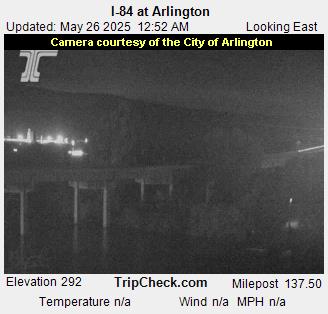 I-84 at Arlington
Updated: May 26 2025 12:52 AM Looking East
Camera courtesy of the City of Arlington
Elevation 292 TripCheck.com Milepost 137.50
Temperature n/a Wind n/a MPH n/a